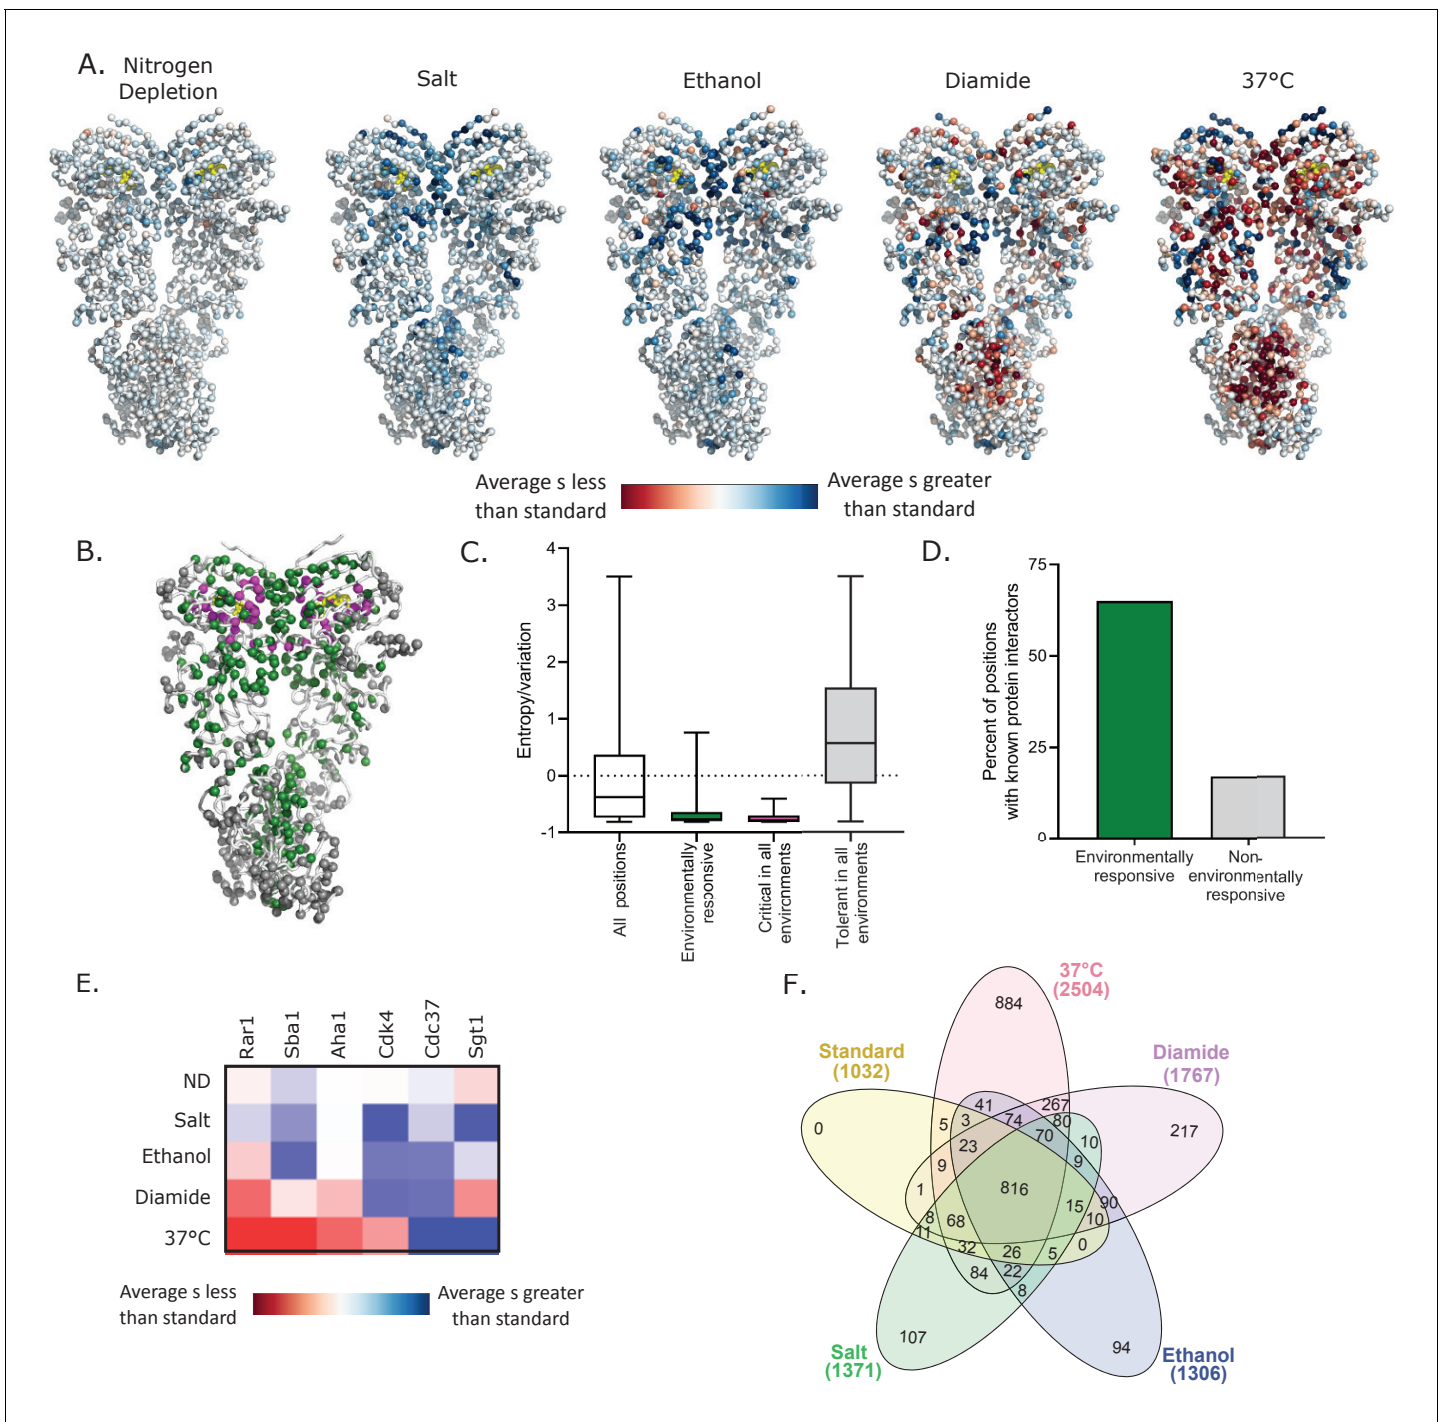 A.
Nitrogen
Depletion
Salt
Ethanol
Diamide
37°C
Average s less
than standard
Average s greater
than standard
B.
C.
Entropy/variation
4
3
2
1
0
-1
All positions
Environmentally
responsive
Critical in all
environments
Tolerant in all
environments
D.
Percent of positions
with known protein interactors
75
50
25
0
Environmentally
responsive
Non-
environmentally
responsive
E.
Rar1
Sba1
Aha1
Cdk4
Cdc37
Sgt1
ND
Salt
Ethanol
Diamide
37°C
Average s less
than standard
Average s greater
than standard
F.
37°C
(2504)
Standard
(1032)
Diamide
(1767)
Salt
(1371)
Ethanol
(1306)
884
0
217
41
267
5
3
74
80
70
10
23
9
9
816
1
15
90
8
68
10
11
32
26
5
0
84
22
8
107
94